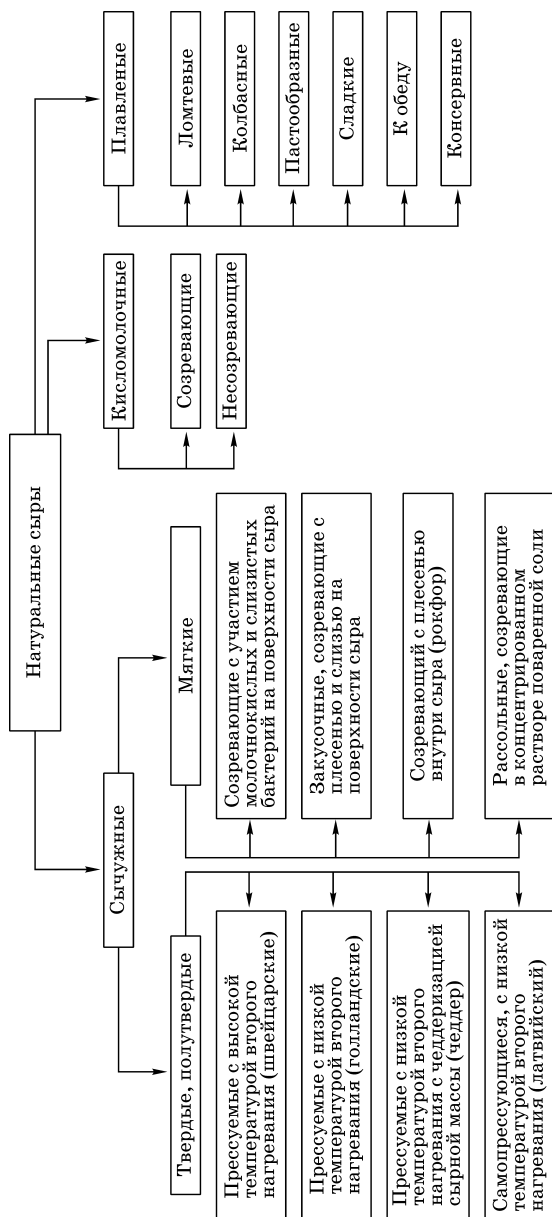 Натуральные сыры
Сычужные
Кисломолочные
Плавленые
Твердые, полутвердые
Мягкие
Созревающие
Несозревающие
Ломтевые
Колбасные
Пастообразные
Сладкие
К обеду
Консервные
Прессуемые с высокой
температурой второго
нагревания (швейцарские)
Прессуемые с низкой
температурой второго
нагревания (голландские)
Прессуемые с низкой
температурой второго
нагревания с чеддеризацией
сырной массы (чеддер)
Самопрессующиеся, с низкой
температурой второго
нагревания (латвийский)
Созревающие с участием
молочнокислых и слизистых
бактерий на поверхности сыра
Закусочные, созревающие с
плесенью и слизью на
поверхности сыра
Созревающий с плесенью
внутри сыра (рокфор)
Рассольные, созревающие
в концентрированном
растворе поваренной соли